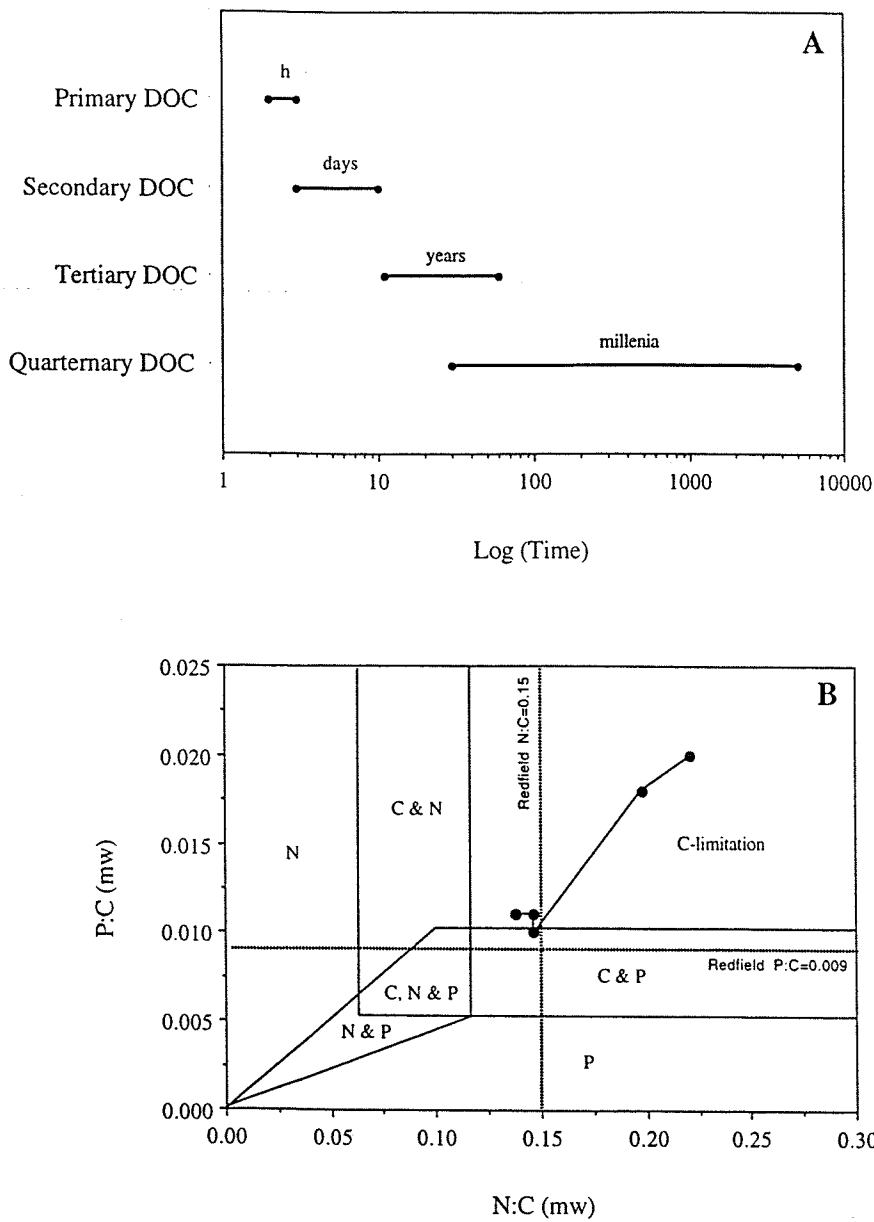 A
h
Primary DOC
days
Secondary DOC
years
Tertiary DOC
millenia
Quarternary DOC
1 10 100 1000 10000
Log (Time)
B
0.025
0.020
0.015
0.010
0.005
0.000
P:C (mw)
Redfield N:C=0.15
C & N
N
C-limitation
Redfield P:C=0.009
C, N & P
C & P
N & P
P
0.00 0.05 0.10 0.15 0.20 0.25 0.30
N:C (mw)